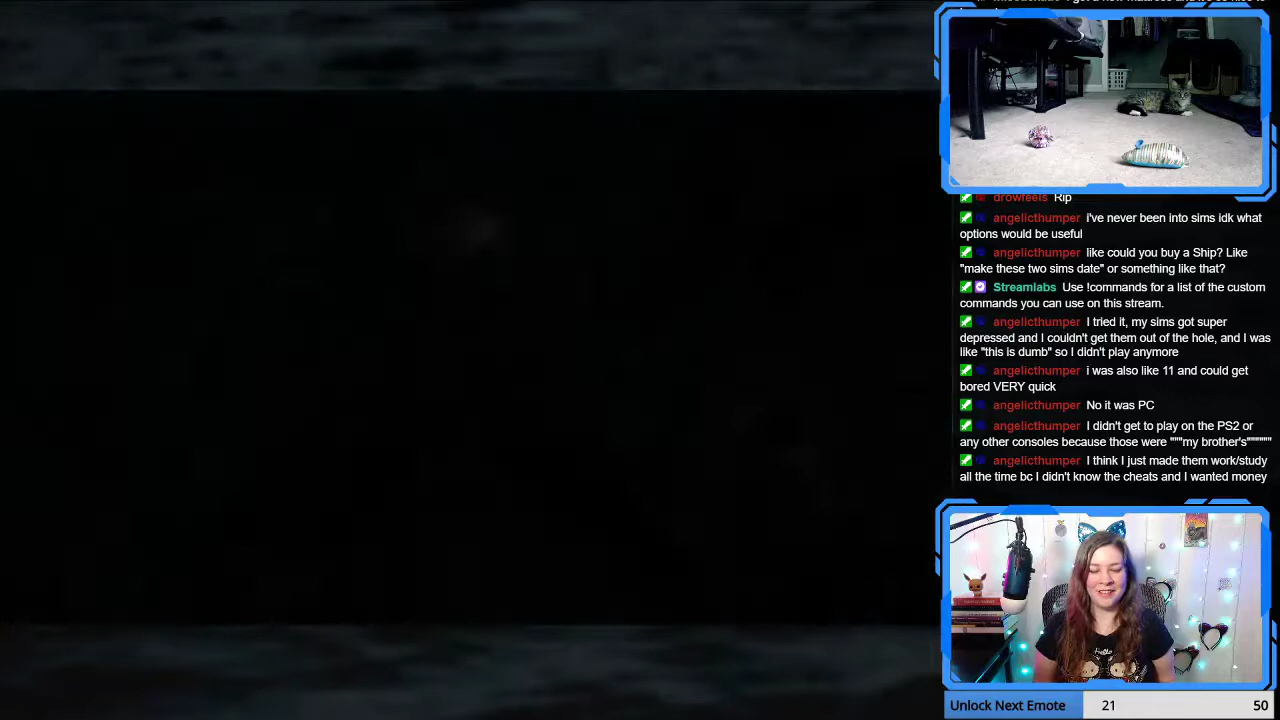 drowfeels Rip
angelicthumper i've never been into sims idk what
options would be useful
angelicthumper like could you buy a Ship? Like
"make these two sims date" or something like that?
Streamlabs Use !commands for a list of the custom
commands you can use on this stream.
angelicthumper I tried it, my sims got super
depressed and I couldn't get them out of the hole, and I was
like "this is dumb" so I didn't play anymore
angelicthumper i was also like 11 and could get
bored VERY quick
angelicthumper No it was PC
angelicthumper I didn't get to play on the PS2 or
any other consoles because those were """my brother's"""""
angelicthumper I think I just made them work/study
all the time bc I didn't know the cheats and I wanted money
Hello
Unlock Next Emote 21 50